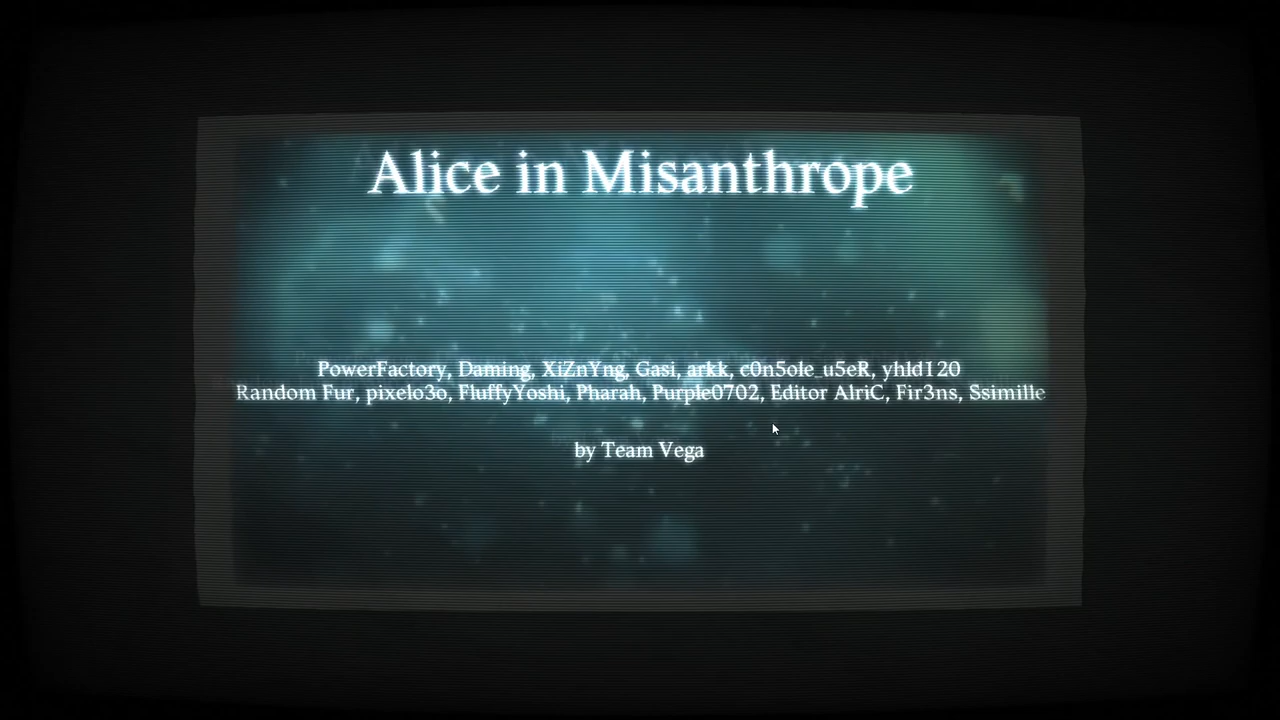 Alice in Misanthrope
PowerFactory, Daming, XiZnYng, Gasi, arkk, c0n5ole_u5eR, yhld120
Random Fur, pixelo3o, FluffyYoshi, Pharah, Purple0702, Editor AlriC, Fir3ns, Ssimille
by Team Vega